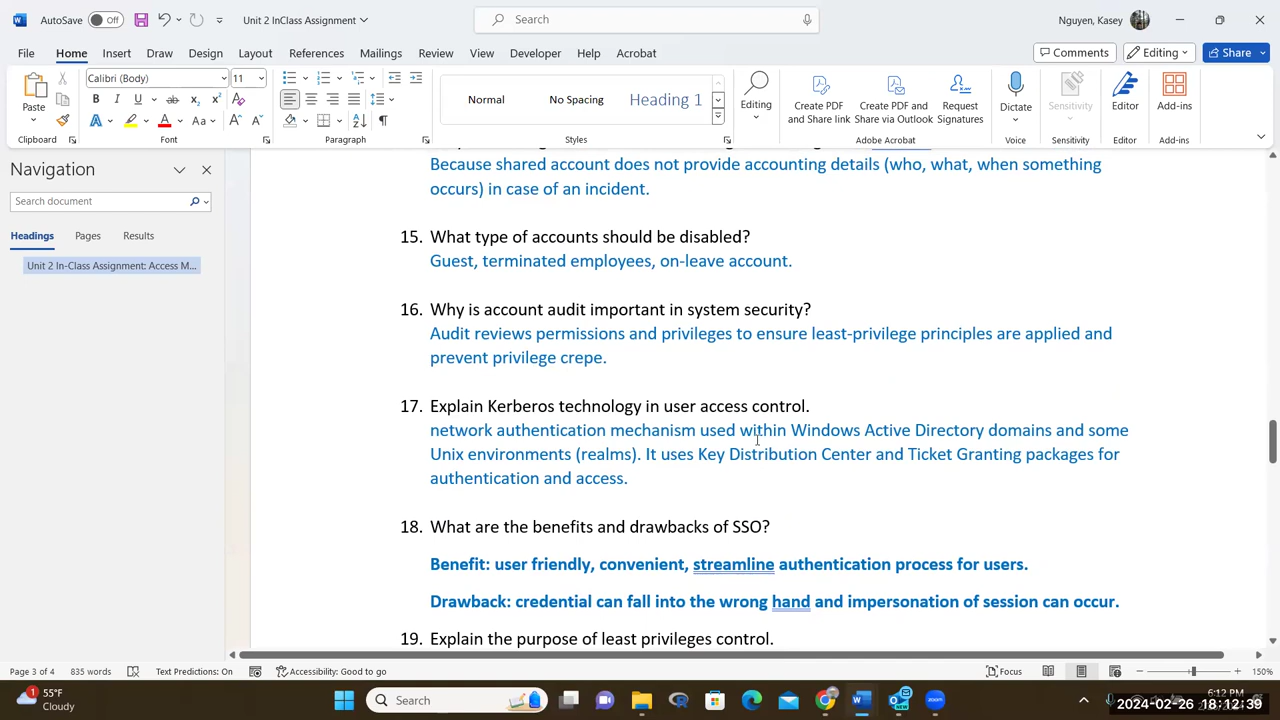 AutoSave Off Unit 2 InClass Assignment Search Nguyen, Kasey
File Home Insert Draw Design Layout References Mailings Review View Developer Help Acrobat Comments Editing Share
Paste Calibri (Body) 11 Normal No Spacing Heading 1 Editing Create PDF and Share link Create PDF and Share via Outlook Request Signatures Dictate Sensitivity Editor Add-ins
Clipboard Font Paragraph Styles Adobe Acrobat Voice Sensitivity Editor Add-ins
Navigation
Search document
Headings Pages Results
Unit 2 In-Class Assignment: Access M...
Because shared account does not provide accounting details (who, what, when something
occurs) in case of an incident.
15. What type of accounts should be disabled?
Guest, terminated employees, on-leave account.
16. Why is account audit important in system security?
Audit reviews permissions and privileges to ensure least-privilege principles are applied and
prevent privilege crepe.
17. Explain Kerberos technology in user access control.
network authentication mechanism used within Windows Active Directory domains and some
Unix environments (realms). It uses Key Distribution Center and Ticket Granting packages for
authentication and access.
18. What are the benefits and drawbacks of SSO?
Benefit: user friendly, convenient, streamline authentication process for users.
Drawback: credential can fall into the wrong hand and impersonation of session can occur.
19. Explain the purpose of least privileges control.
Page 3 of 4 835 words Text Predictions: On Accessibility: Good to go Focus 150%
1 55°F
Cloudy
Search
6:12 PM
2024-02-26 18:12:39